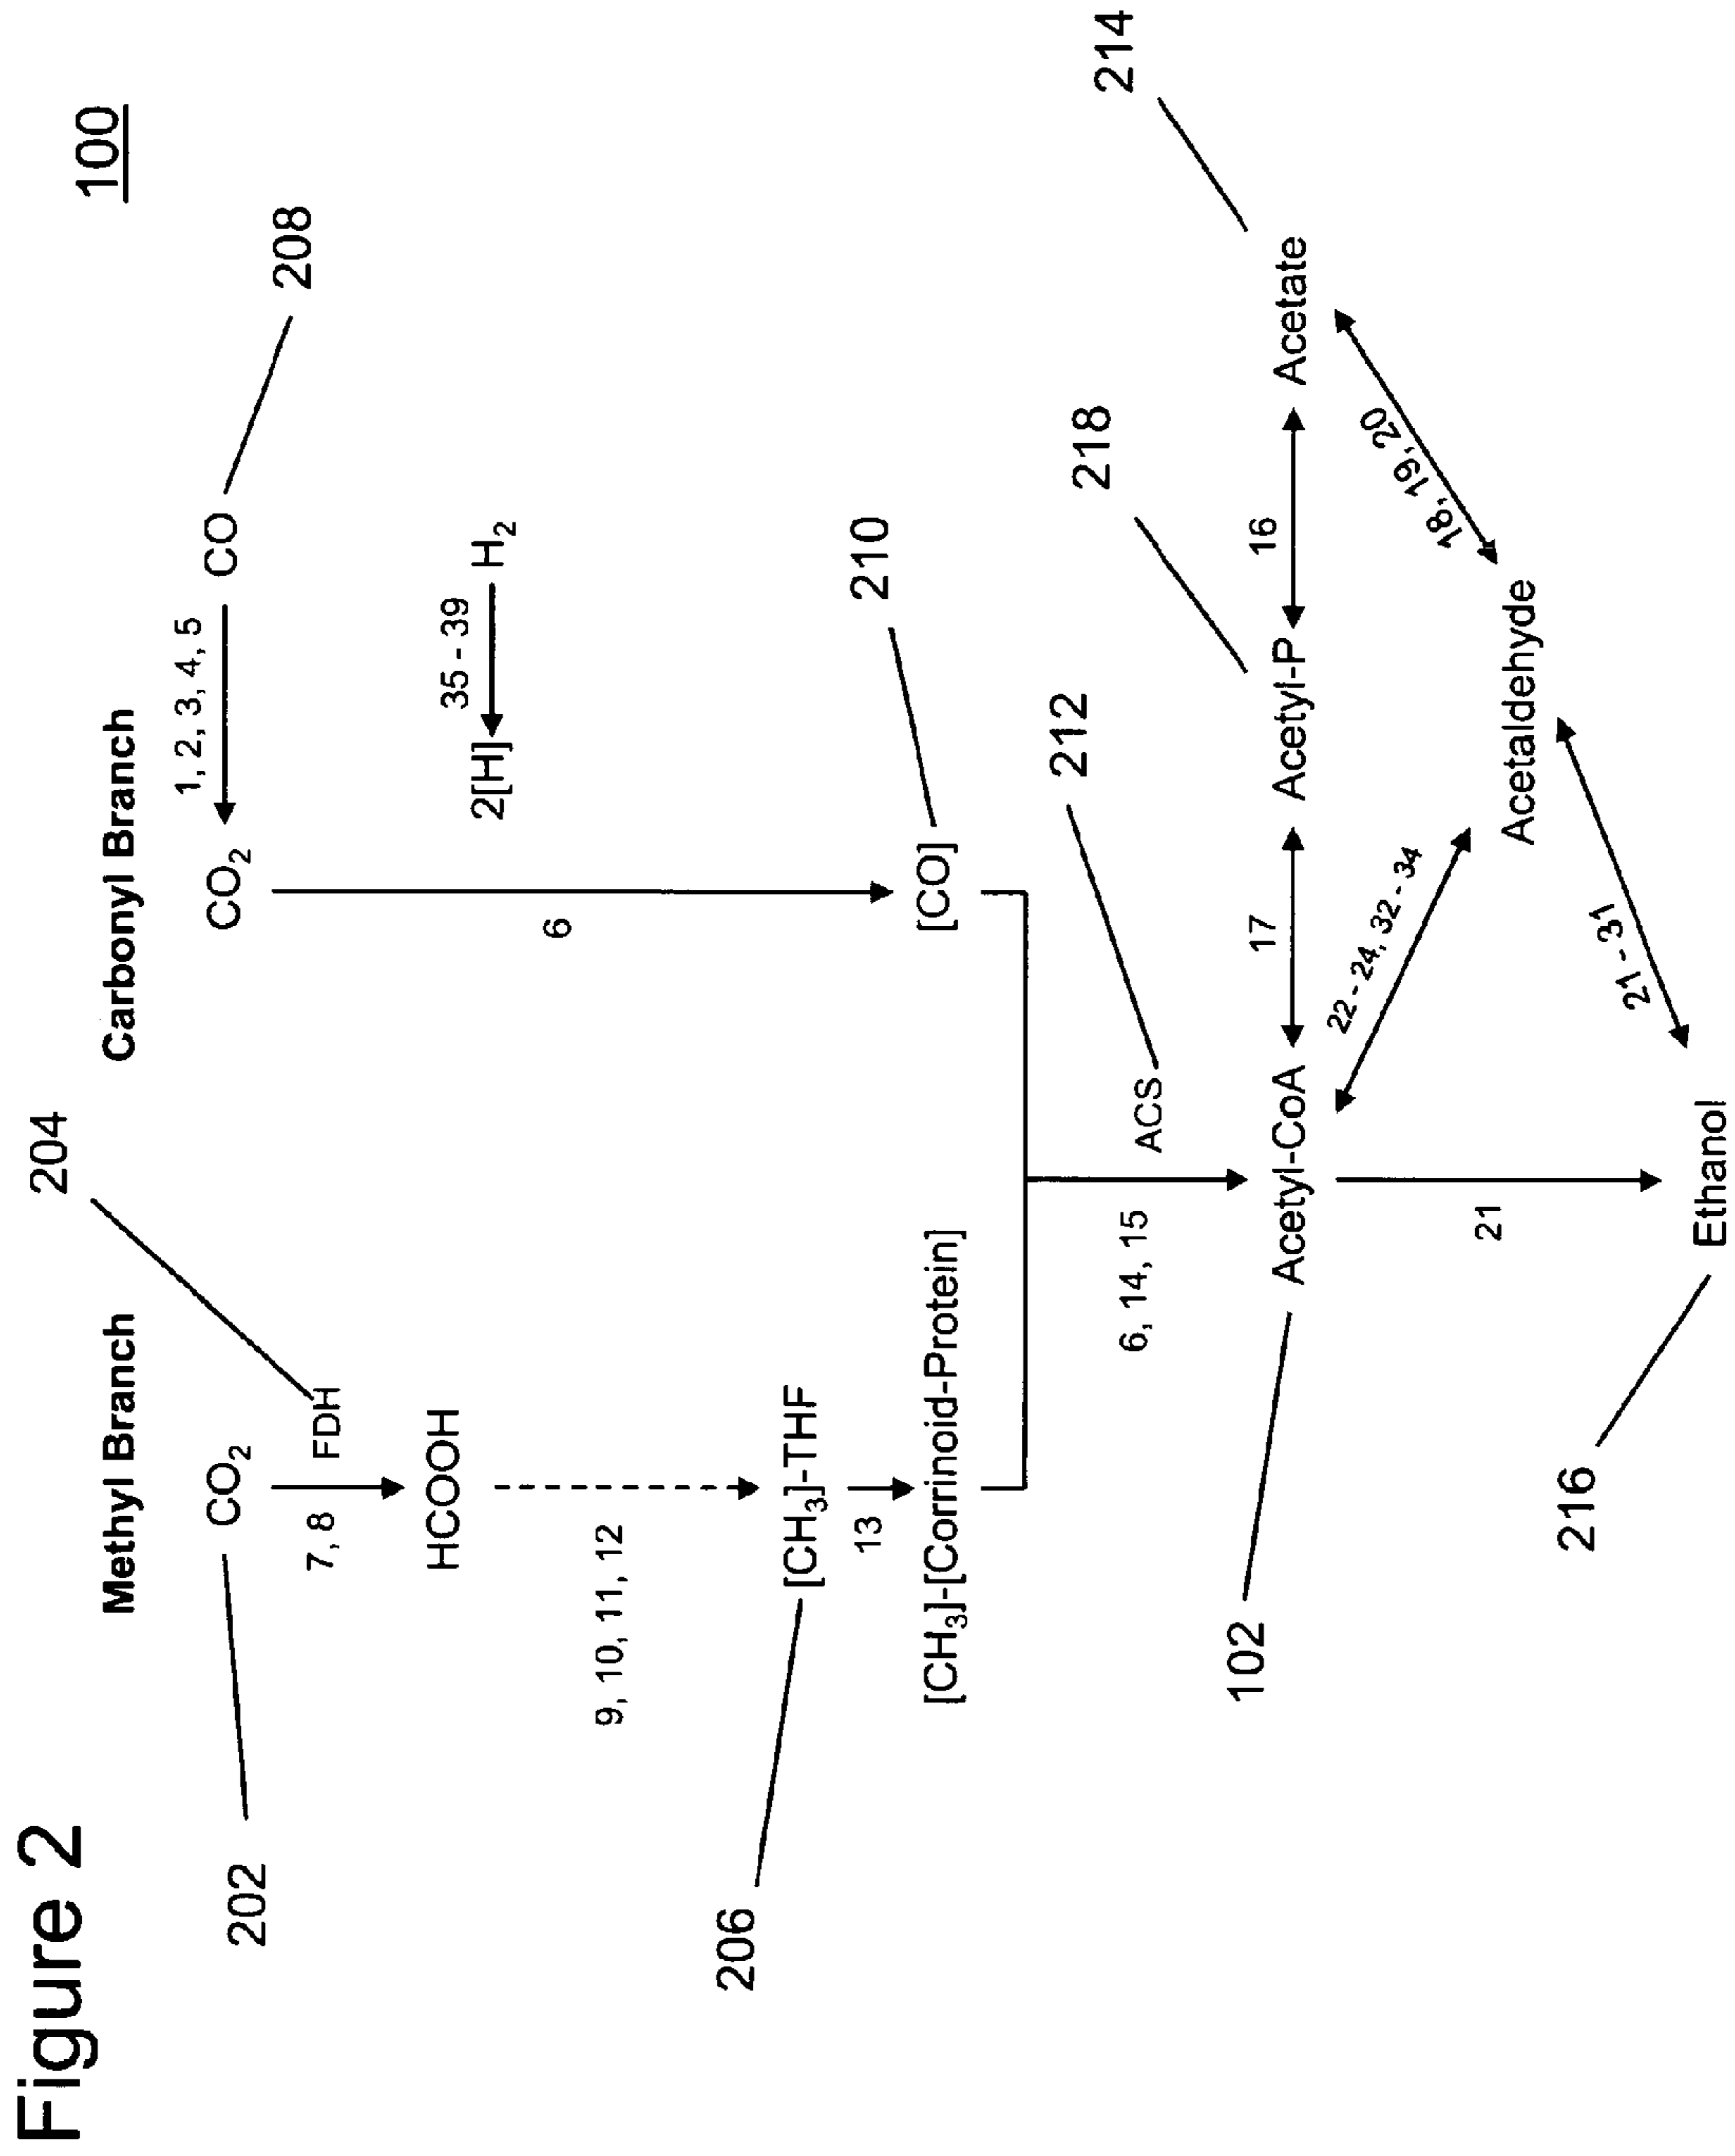 Figure 2
100
204
Methyl Branch
Carbonyl Branch
202
CO2
CO2
1, 2, 3, 4, 5
CO
208
7, 8
FDH
HCOOH
2[H]
35 - 39
H2
6
9, 10, 11, 12
206
[CH3]-THF
13
210
[CH3]-[Corrinoid-Protein]
[CO]
212
218
214
6, 14, 15
ACS
102
Acetyl-CoA
17
Acetyl-P
16
Acetate
22 - 24, 32 - 34
18, 19, 20
21
Acetaldehyde
21 - 31
216
Ethanol